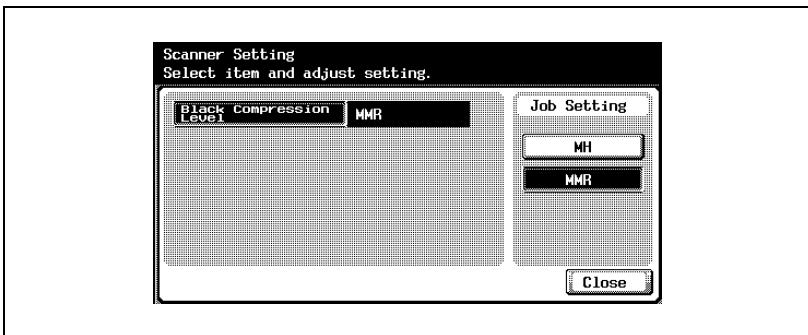 Scanner Setting
Select item and adjust setting.
Black Compression
Level
MMR
Job Setting
MH
MMR
Close